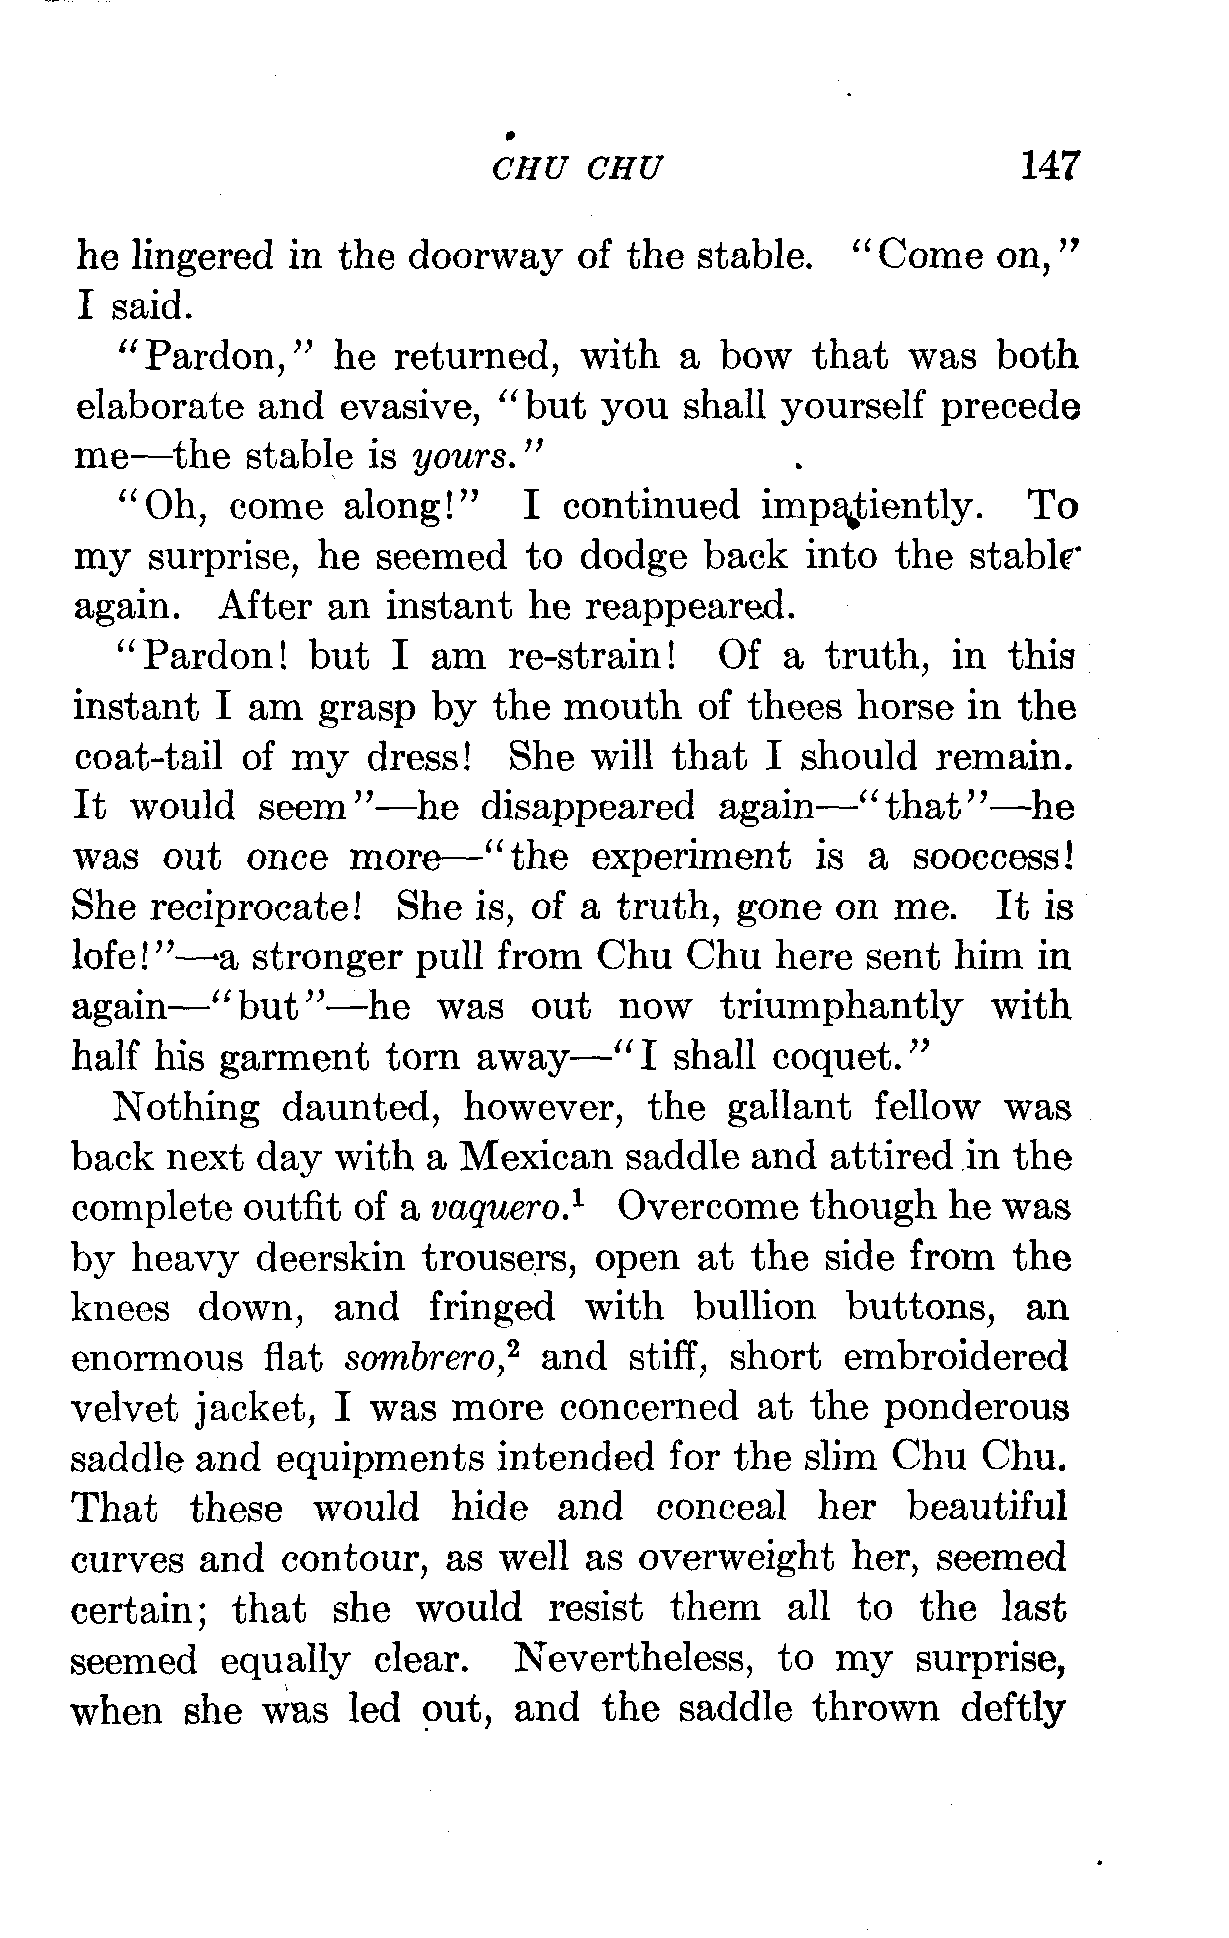 CHU CHU 147
he lingered in the doorway of the stable. "Come on,"
I said.
"Pardon," he returned, with a bow that was both
elaborate and evasive, "but you shall yourself precede
me—the stable is yours."
"Oh, come along!" I continued impatiently. To
my surprise, he seemed to dodge back into the stable
again. After an instant he reappeared.
"Pardon! but I am re-strain! Of a truth, in this
instant I am grasp by the mouth of thees horse in the
coat-tail of my dress! She will that I should remain.
It would seem"—he disappeared again—"that"—he
was out once more—"the experiment is a sooccess!
She reciprocate! She is, of a truth, gone on me. It is
lofe!"—a stronger pull from Chu Chu here sent him in
again—"but"—he was out now triumphantly with
half his garment torn away—"I shall coquet."
Nothing daunted, however, the gallant fellow was
back next day with a Mexican saddle and attired in the
complete outfit of a vaquero.¹ Overcome though he was
by heavy deerskin trousers, open at the side from the
knees down, and fringed with bullion buttons, an
enormous flat sombrero,² and stiff, short embroidered
velvet jacket, I was more concerned at the ponderous
saddle and equipments intended for the slim Chu Chu.
That these would hide and conceal her beautiful
curves and contour, as well as overweight her, seemed
certain; that she would resist them all to the last
seemed equally clear. Nevertheless, to my surprise,
when she was led out, and the saddle thrown deftly